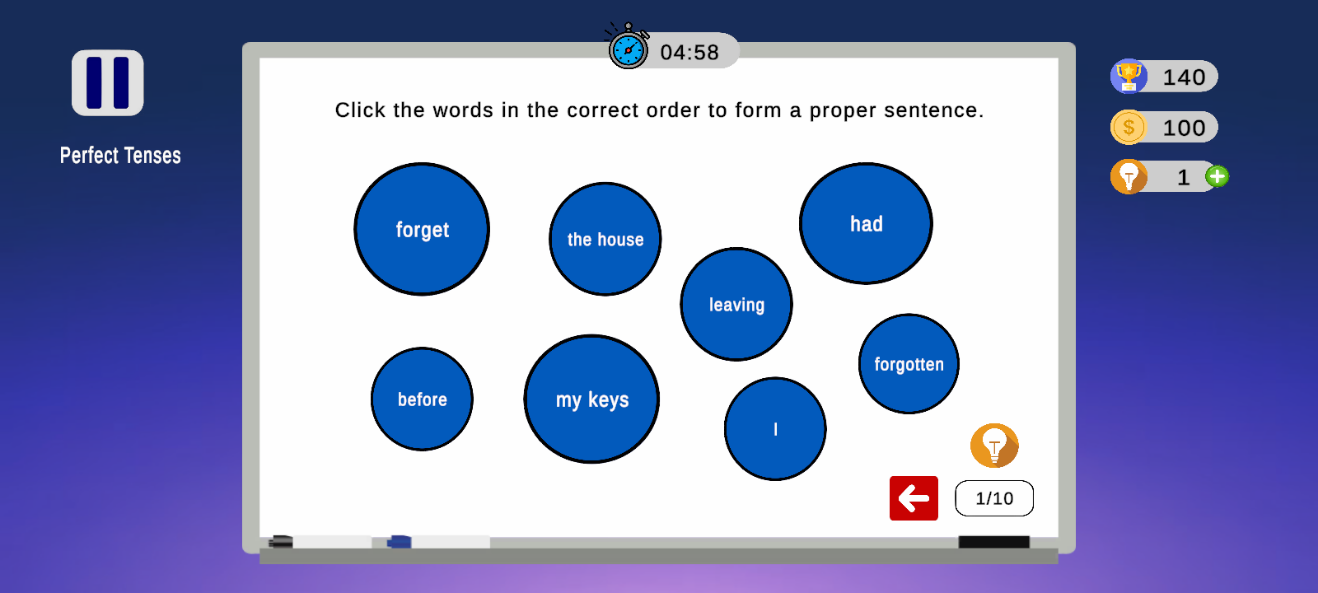 04:58
140
100
1
Perfect Tenses
Click the words in the correct order to form a proper sentence.
forget
the house
had
leaving
forgotten
before
my keys
I
1/10